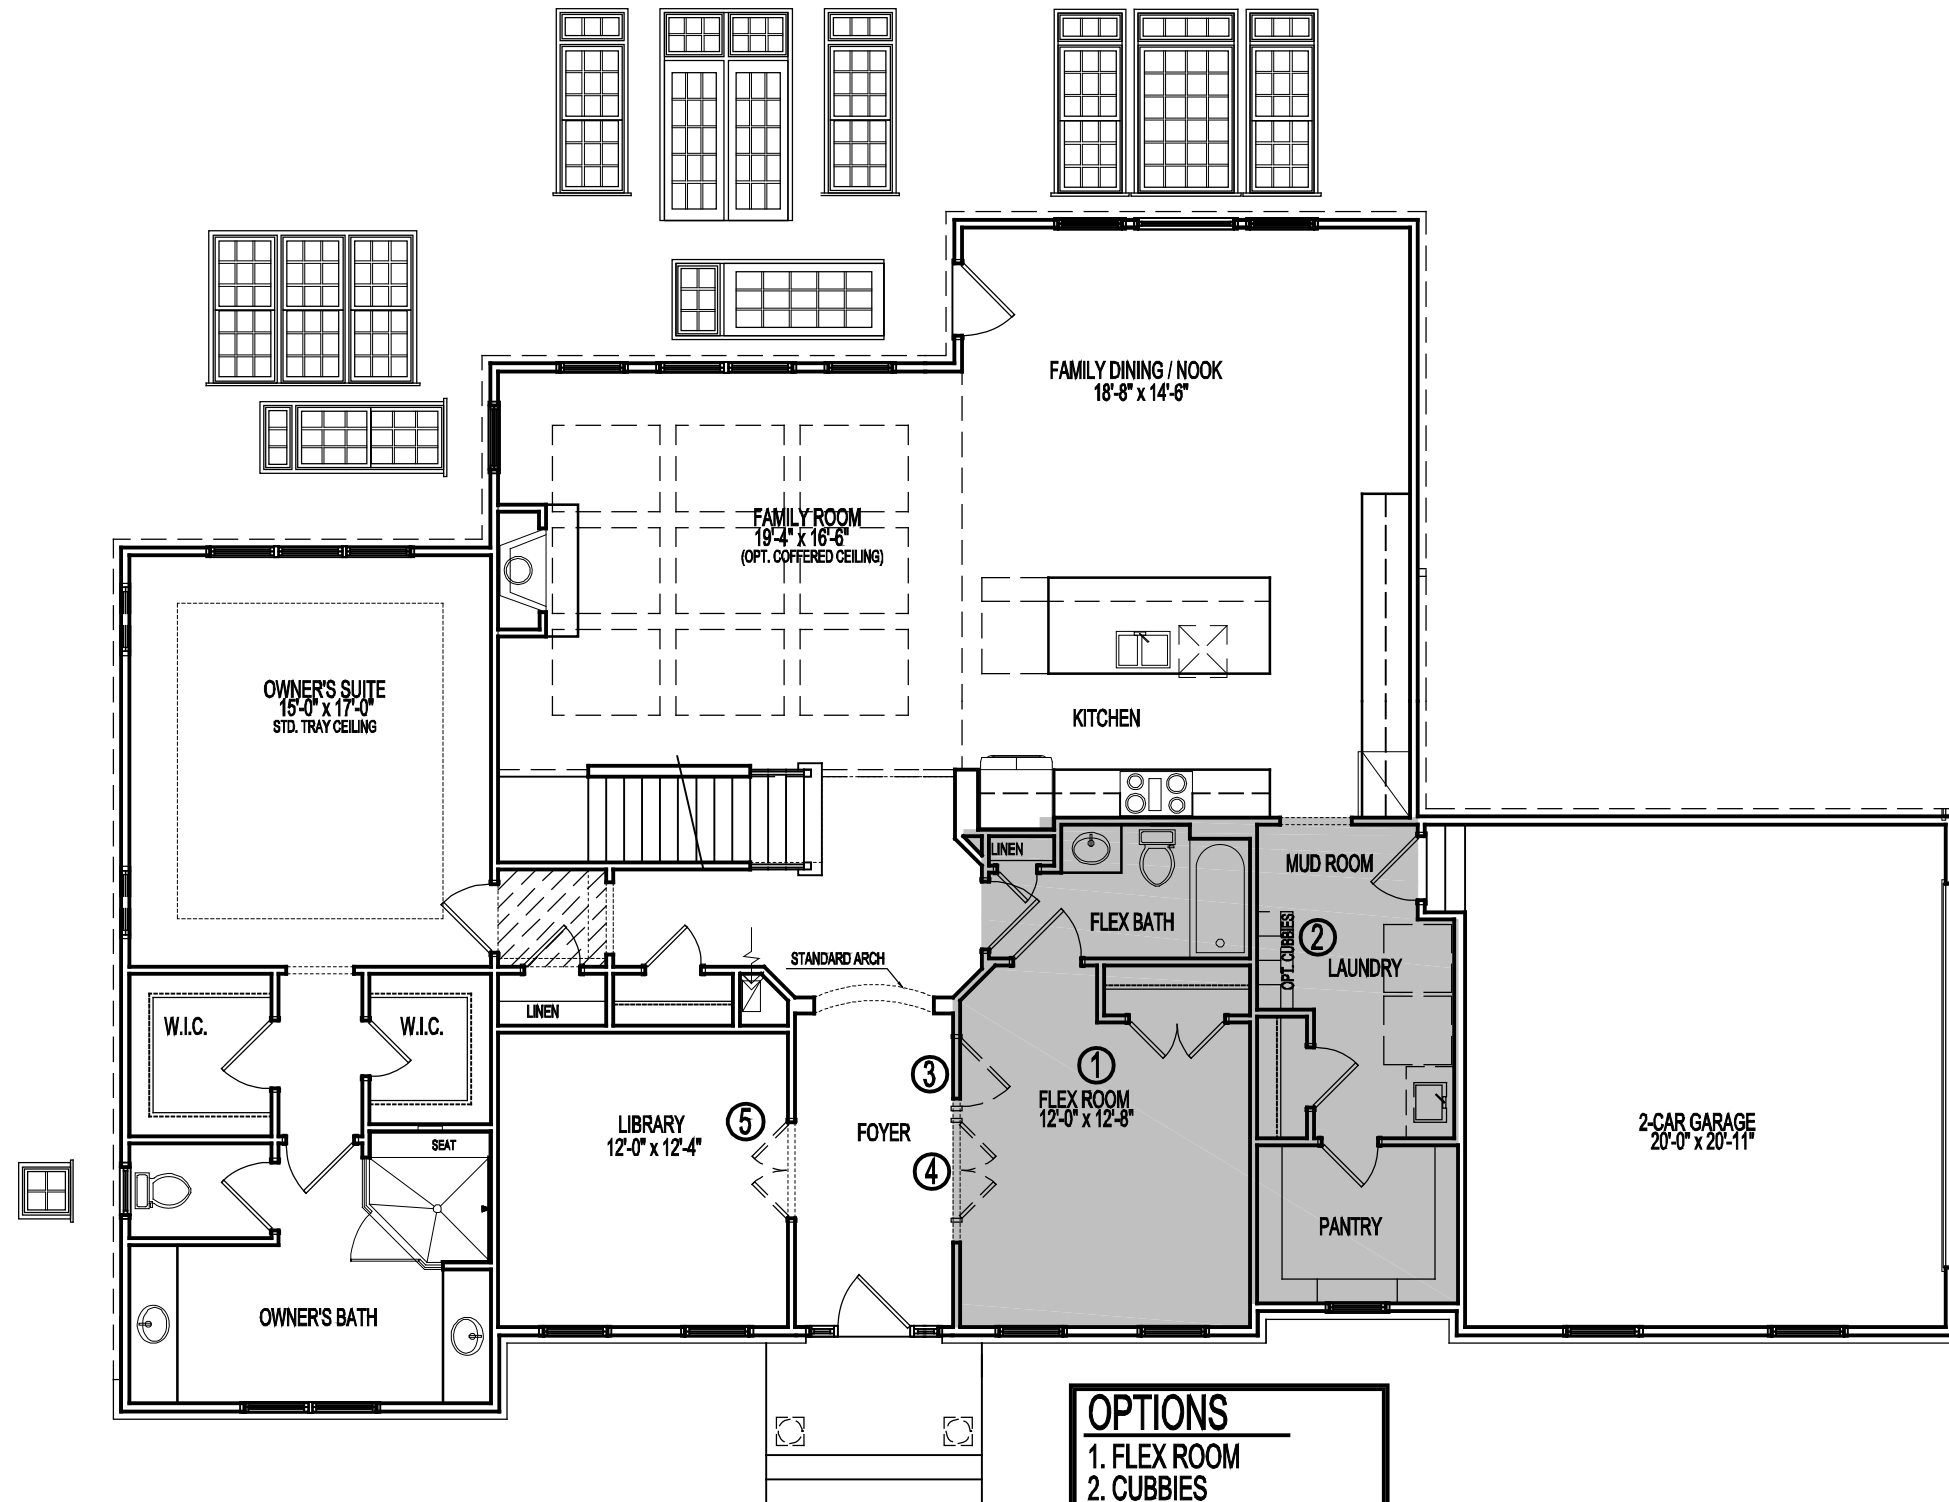 FAMILY DINING / NOOK
18'-8" x 14'-6"
FAMILY ROOM
19'-4" x 16'-6"
(OPT. COFFERED CEILING)
OWNER'S SUITE
15'-0" x 17'-0"
STD. TRAY CEILING
KITCHEN
LINEN
MUD ROOM
FLEX BATH
OPT. CUBBIES
2
LAUNDRY
STANDARD ARCH
LINEN
W.I.C.
W.I.C.
3
1
FLEX ROOM
12'-0" x 12'-8"
5
LIBRARY
12'-0" x 12'-4"
FOYER
4
2-CAR GARAGE
20'-0" x 20'-11"
SEAT
PANTRY
OWNER'S BATH
OPTIONS
1. FLEX ROOM
2. CUBBIES